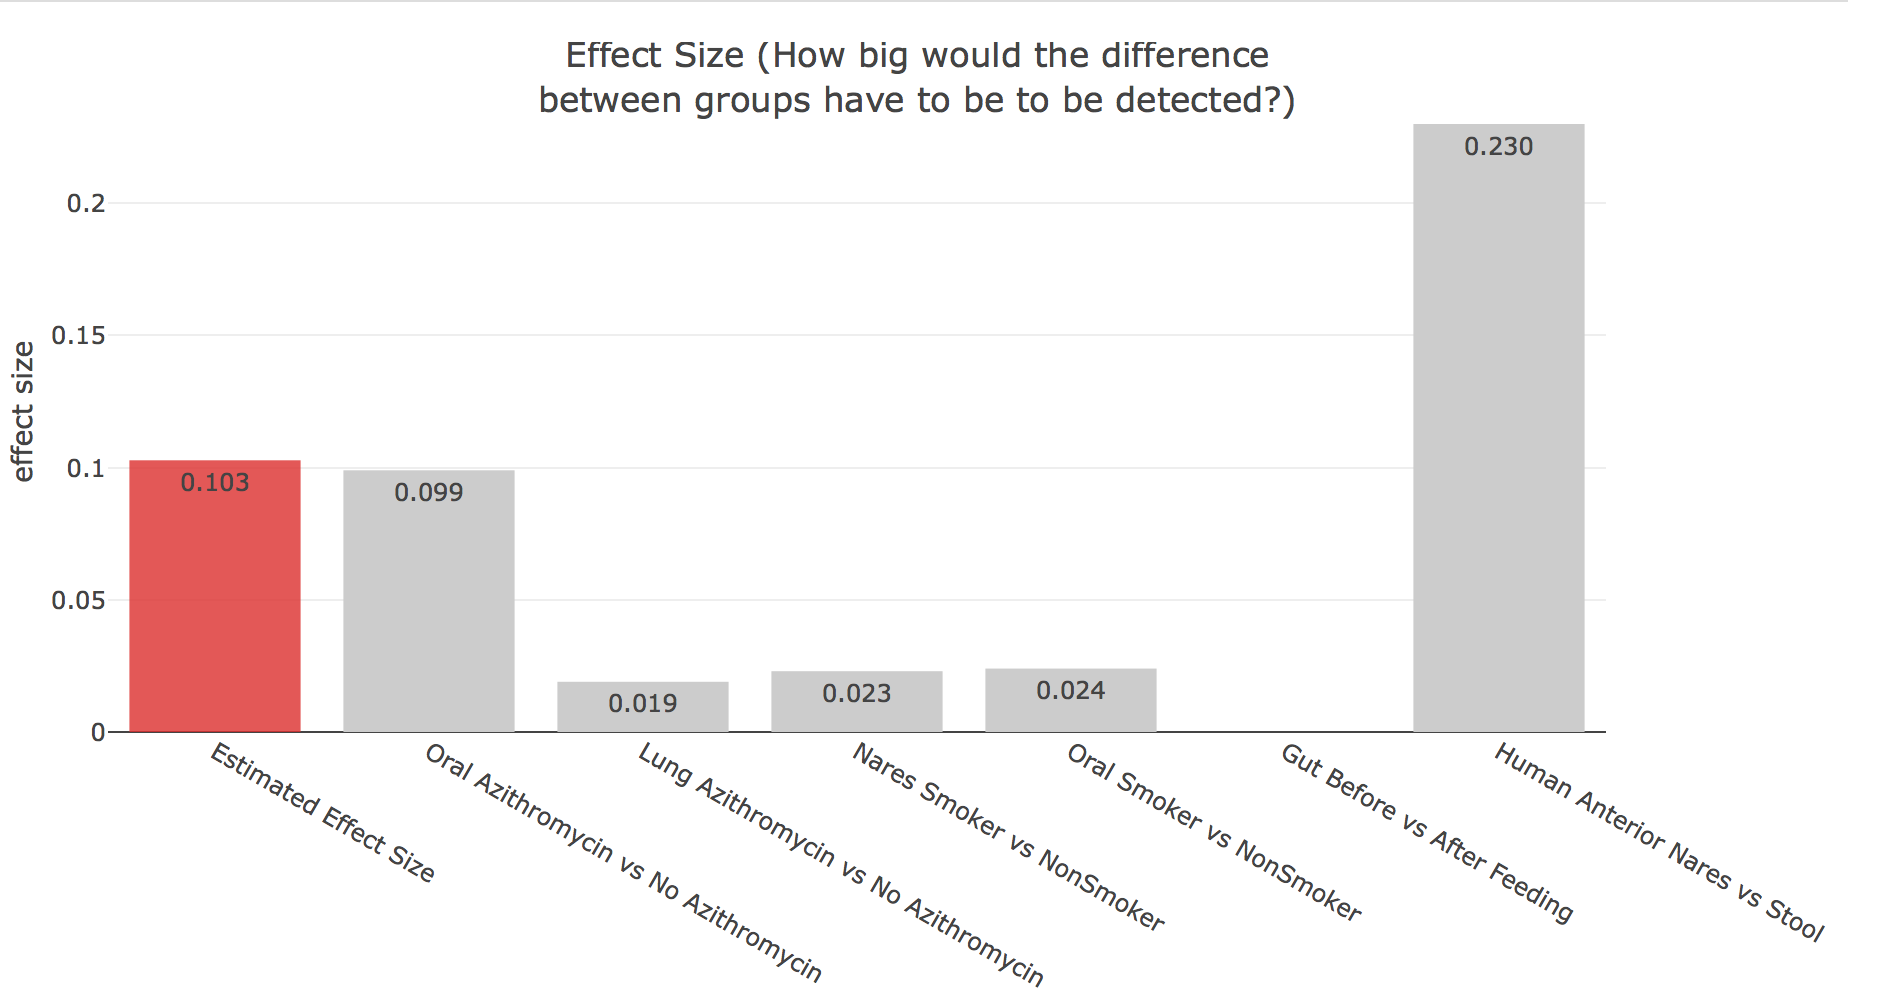 Effect Size (How big would the difference
between groups have to be to be detected?)
effect size
0.2
0.15
0.1
0.05
0
0.103
0.099
0.019
0.023
0.024
0.230
Estimated Effect Size
Oral Azithromycin vs No Azithromycin
Lung Azithromycin vs No Azithromycin
Nares Smoker vs NonSmoker
Oral Smoker vs NonSmoker
Gut Before vs After Feeding
Human Anterior Nares vs Stool